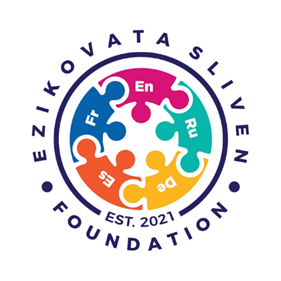 EZIKOVATA SLIVEN
En
Fr
Ru
Es
De
EST. 2021
• FOUNDATION •